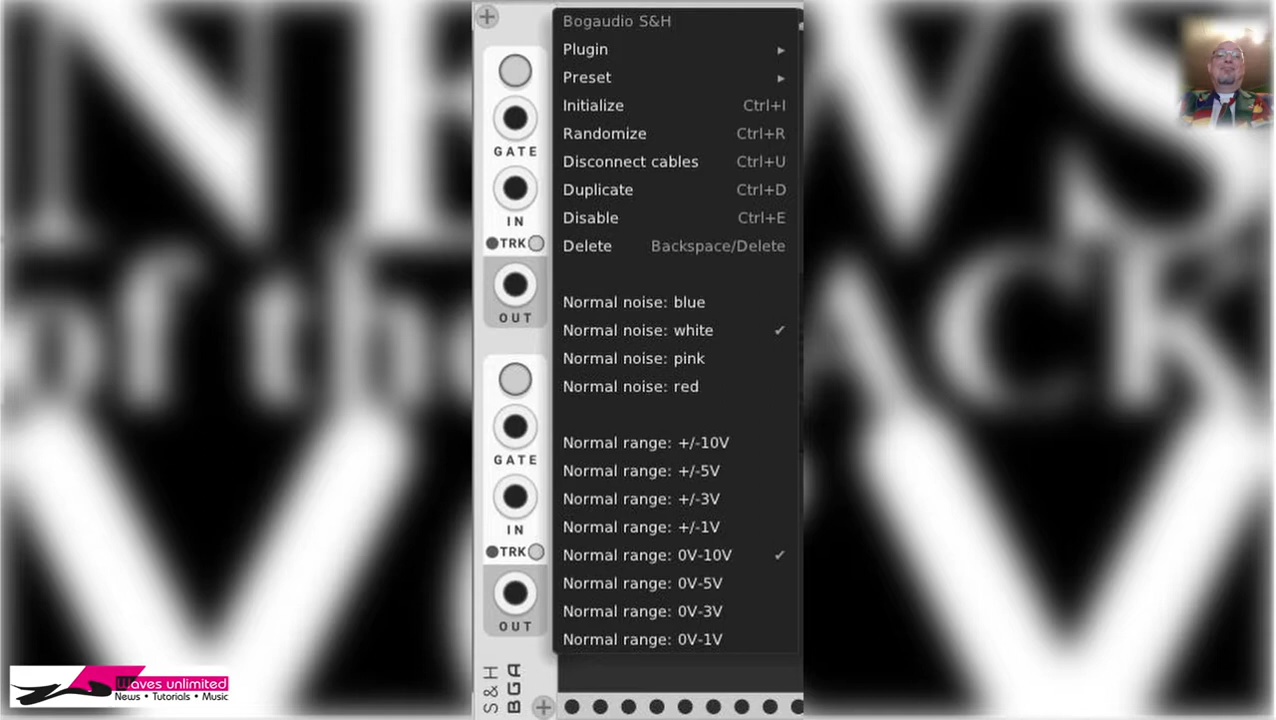 GATE
IN
TRK
OUT
GATE
IN
TRK
OUT
S&H
BGA
Bogaudio S&H
Plugin
Preset
Initialize Ctrl+I
Randomize Ctrl+R
Disconnect cables Ctrl+U
Duplicate Ctrl+D
Disable Ctrl+E
Delete Backspace/Delete
Normal noise: blue
Normal noise: white ✔
Normal noise: pink
Normal noise: red
Normal range: +/-10V
Normal range: +/-5V
Normal range: +/-3V
Normal range: +/-1V
Normal range: 0V-10V ✔
Normal range: 0V-5V
Normal range: 0V-3V
Normal range: 0V-1V
Waves unlimited
News • Tutorials • Music